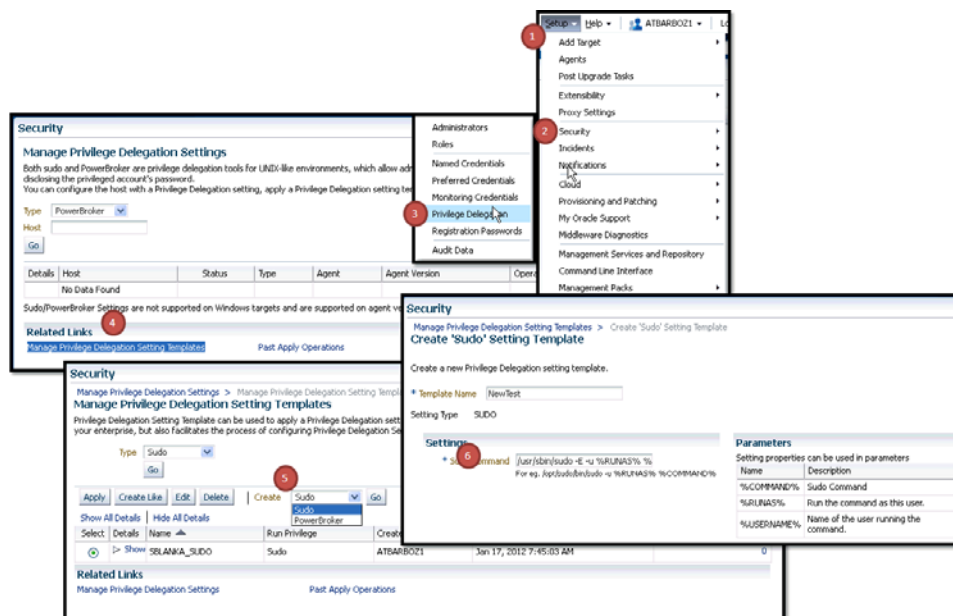 Setup Help ATBARBOZ1
1
Add Target
Agents
Post Upgrade Tasks
Extensibility
Proxy Settings
2
Security
Incidents
Notifications
Cloud
Provisioning and Patching
My Oracle Support
Middleware Diagnostics
Management Services and Repository
Command Line Interface
Management Packs
Administrators
Roles
Named Credentials
Preferred Credentials
Monitoring Credentials
3
Privilege Delegation
Registration Passwords
Audit Data
Security
Manage Privilege Delegation Settings
Both sudo and PowerBroker are privilege delegation tools for UNIX-like environments, which allow
disclosing the privileged account's password.
You can configure the host with a Privilege Delegation setting, apply a Privilege Delegation setting
Type PowerBroker
Host
Go
Details Host Status Type Agent Agent Version
No Data Found
Sudo/PowerBroker Settings are not supported on Windows targets and are supported on agent
4
Related Links
Manage Privilege Delegation Setting Templates Past Apply Operations
Security
Manage Privilege Delegation Settings > Manage Privilege Delegation Setting
Manage Privilege Delegation Setting Templates
Privilege Delegation Setting Template can be used to apply a Privilege Delegation
your enterprise, but also facilitates the process of configuring Privilege Delegation
Type Sudo
Go
5
Apply Create Like Edit Delete Create Sudo Go
Sudo
PowerBroker
Show All Details Hide All Details
Select Details Name Run Privilege
Show SBLANKA_SUDO Sudo ATBARBOZ1 Jan 17, 2012 7:45:03 AM 0
Related Links
Manage Privilege Delegation Settings Past Apply Operations
Security
Manage Privilege Delegation Setting Templates > Create 'Sudo' Setting Template
Create 'Sudo' Setting Template
Create a new Privilege Delegation setting template.
* Template Name NewTest
Setting Type SUDO
Settings
6
/usr/sbin/sudo -E -u %RUNAS% %
For eg. /opt/sudo/bin/sudo -u %RUNAS% %COMMAND%
Parameters
Setting properties can be used in parameters
Name Description
%COMMAND% Sudo Command
%RUNAS% Run the command as this user.
%USERNAME% Name of the user running the
command.